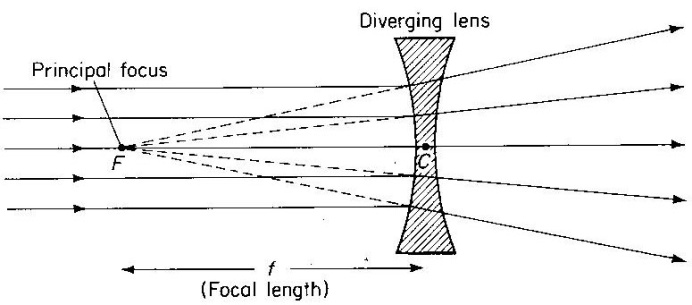 Diverging lens
Principal focus
F
C
f
(Focal length)